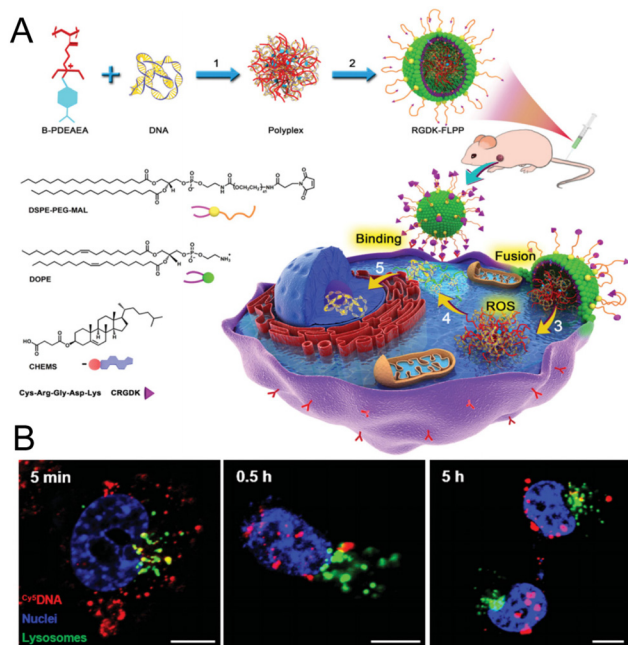 A
1
2
B-PDEAEA
DNA
Polyplex
RGDK-FLPP
DSPE-PEG-MAL
DOPE
CHEMS
Cys-Arg-Gly-Asp-Lys CRGDK
Binding
Fusion
5
ROS
4
3
B
5 min
0.5 h
5 h
Cy5DNA
Nuclei
Lysosomes